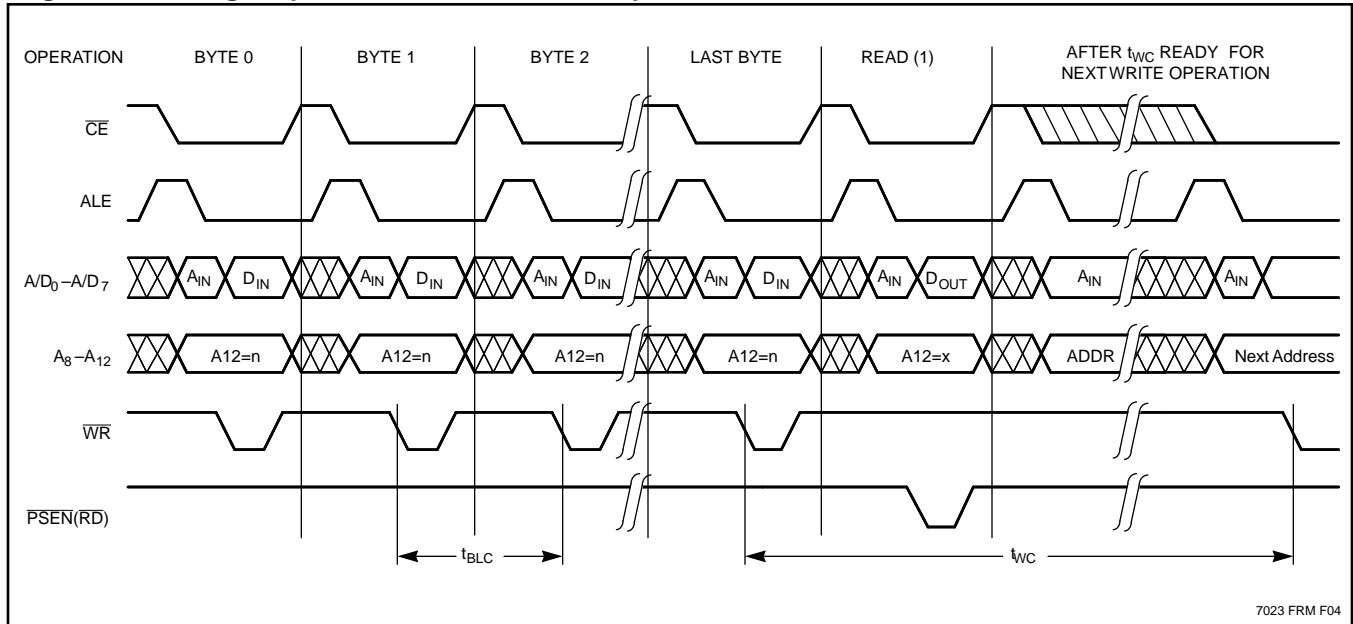 OPERATION BYTE 0 BYTE 1 BYTE 2 LAST BYTE READ (1) AFTER tWC READY FOR
NEXT WRITE OPERATION
CE
ALE
A/D0–A/D7 AIN DIN AIN DIN AIN DIN AIN DIN AIN DOUT AIN AIN
A8–A12 A12=n A12=n A12=n A12=n A12=x ADDR Next Address
WR
PSEN(RD)
tBLC tWC
7023 FRM F04